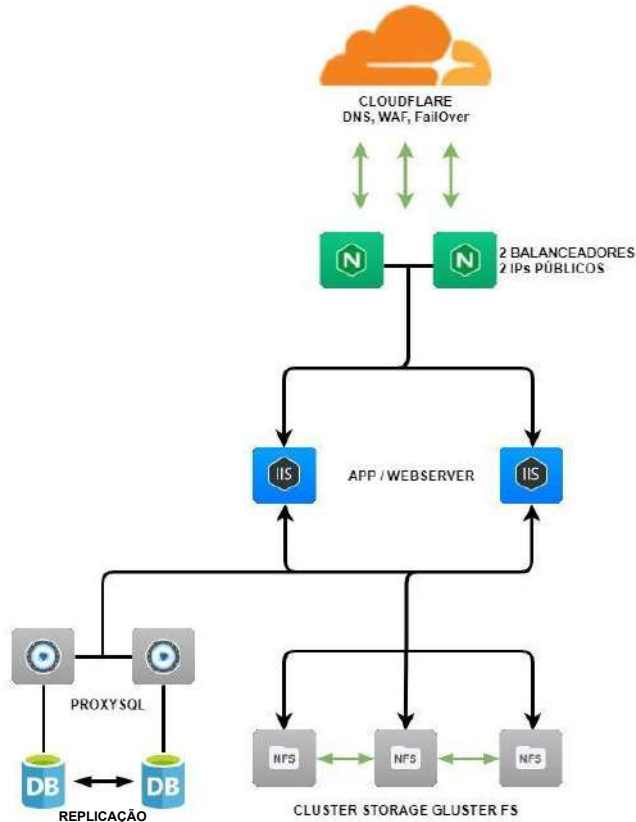 CLOUDFLARE
DNS, WAF, FailOver
N
N
2 BALANCEADORES
2 IPs PÚBLICOS
IIS
APP / WEBSERVER
IIS
PROXYSQL
NFS
NFS
NFS
DB
DB
REPLICAÇÃO
CLUSTER STORAGE GLUSTER FS